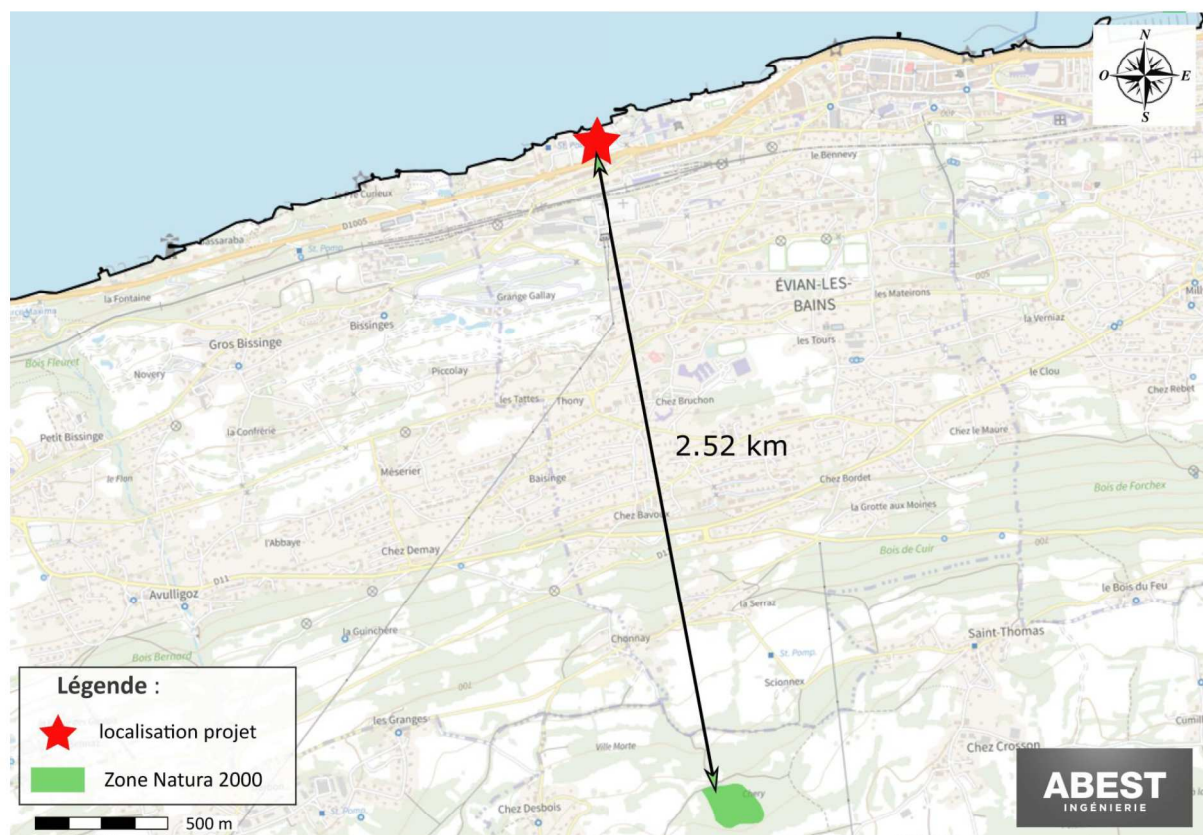 N
O
E
S
le Bennevy
D1005
St. Pomp.
la Fontaine
Grange Gallay
ÉVIAN-LES-
BAINS
les Mateirons
Bissinges
la Verniaz
Gros Bissinge
les Tours
Bois Fleuret
Novery
Piccolay
le Clou
Chez Rebet
les Tattes
Thony
Chez Bruchon
la Confrérie
Chez le Maure
Petit Bissinge
2.52 km
le Flon
Méserier
Baisinge
Chez Bordet
Bois de Forchex
la Grotte aux Moines
Chez Bavoux
l'Abbaye
Chez Demay
Bois de Cuir
D11
Avulligoz
le Bois du Feu
la Serraz
la Guinchère
Chonnay
Saint-Thomas
Bois Bernard
St. Pomp.
Scionnex
700
les Granges
Ville Morte
Chez Crosson
Chez Desbois
Légende :
localisation projet
Zone Natura 2000
500 m
ABEST
INGÉNIERIE